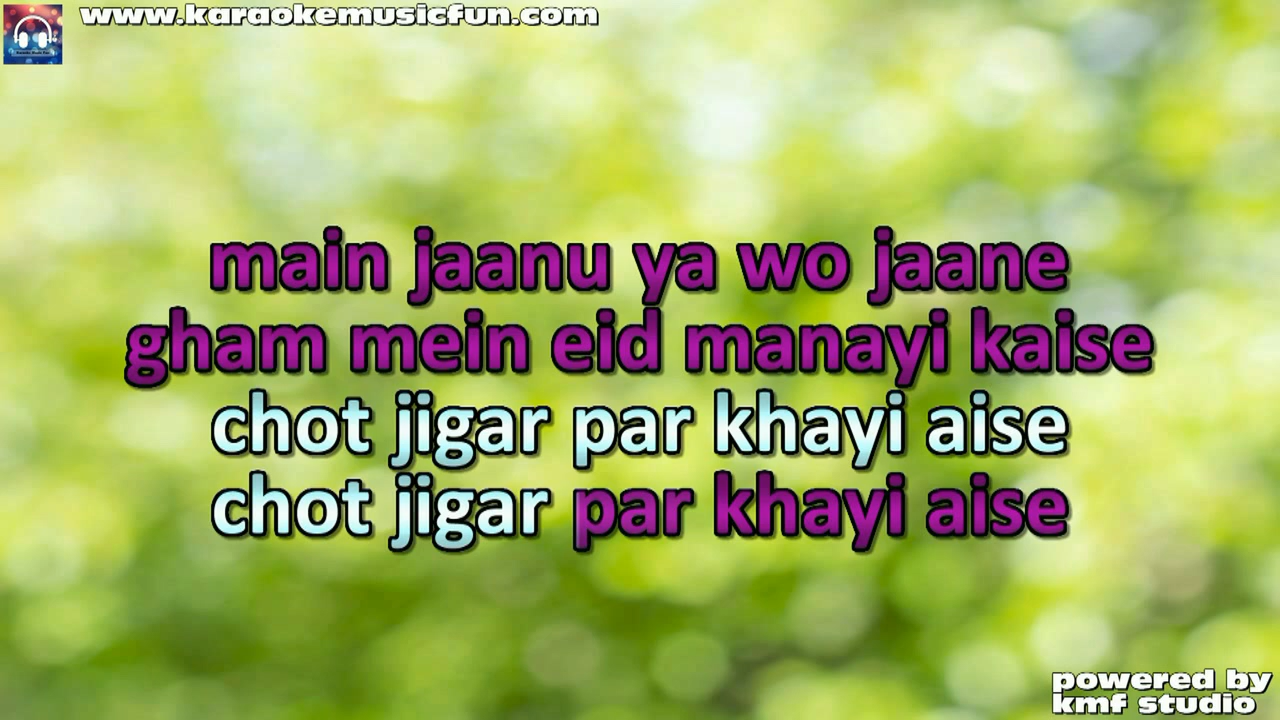 www.karaokemusicfun.com
main jaanu ya wo jaane
gham mein eid manayi kaise
chot jigar par khayi aise
chot jigar par khayi aise
powered by
kmf studio